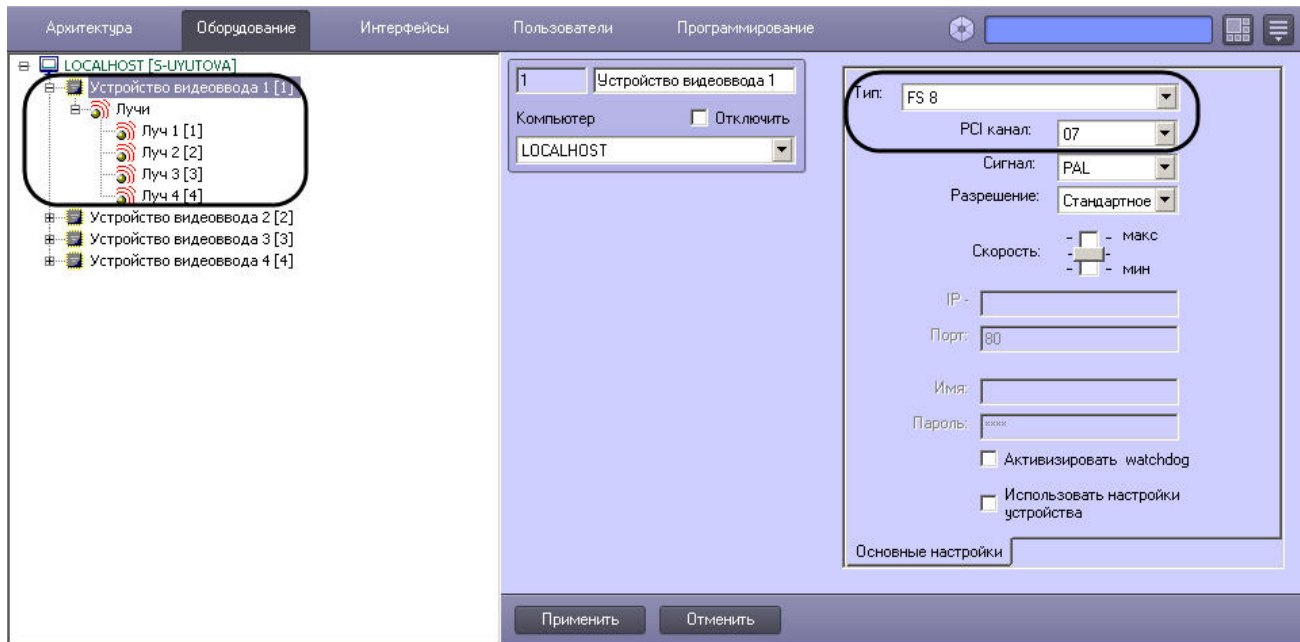 Архитектура Оборудование Интерфейсы Пользователи Программирование
LOCALHOST [S-UYUTOVA]
Устройство видеоввода 1 [1]
Лучи
Луч 1 [1]
Луч 2 [2]
Луч 3 [3]
Луч 4 [4]
Устройство видеоввода 2 [2]
Устройство видеоввода 3 [3]
Устройство видеоввода 4 [4]
1 Устройство видеоввода 1
Компьютер Отключить
LOCALHOST
Тип: FS 8
PCI канал: 07
Сигнал: PAL
Разрешение: Стандартное
макс
Скорость:
мин
IP -
Порт: 80
Имя:
Пароль: ****
Активизировать watchdog
Использовать настройки
устройства
Основные настройки
Применить Отменить